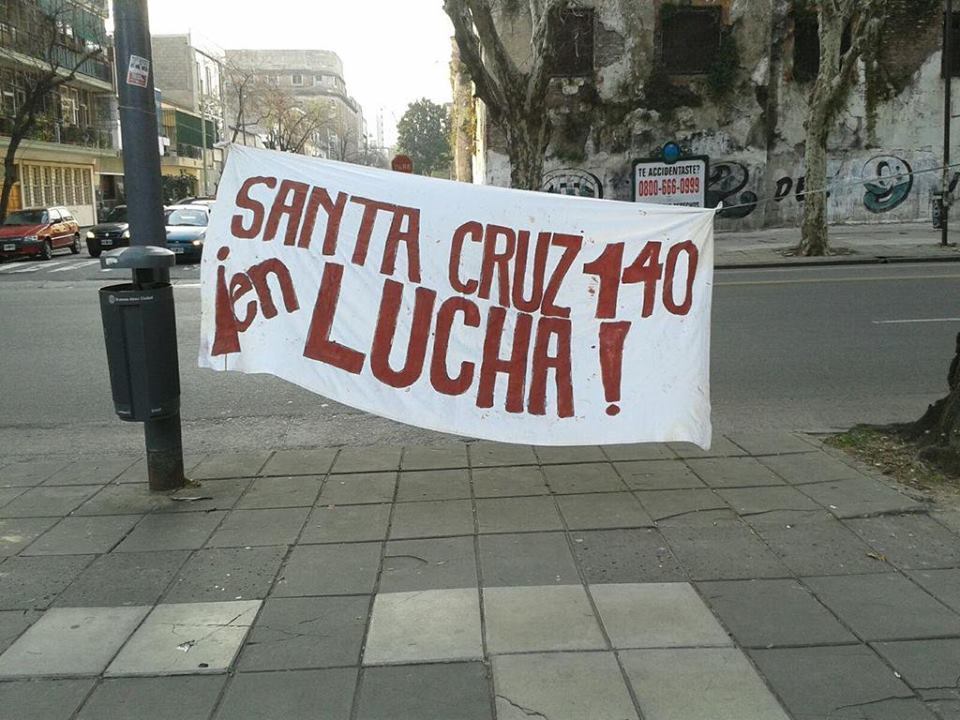 SANTA CRUZ 140
¡en LUCHA!
TE ACCIDENTASTE?
0800-666-0999